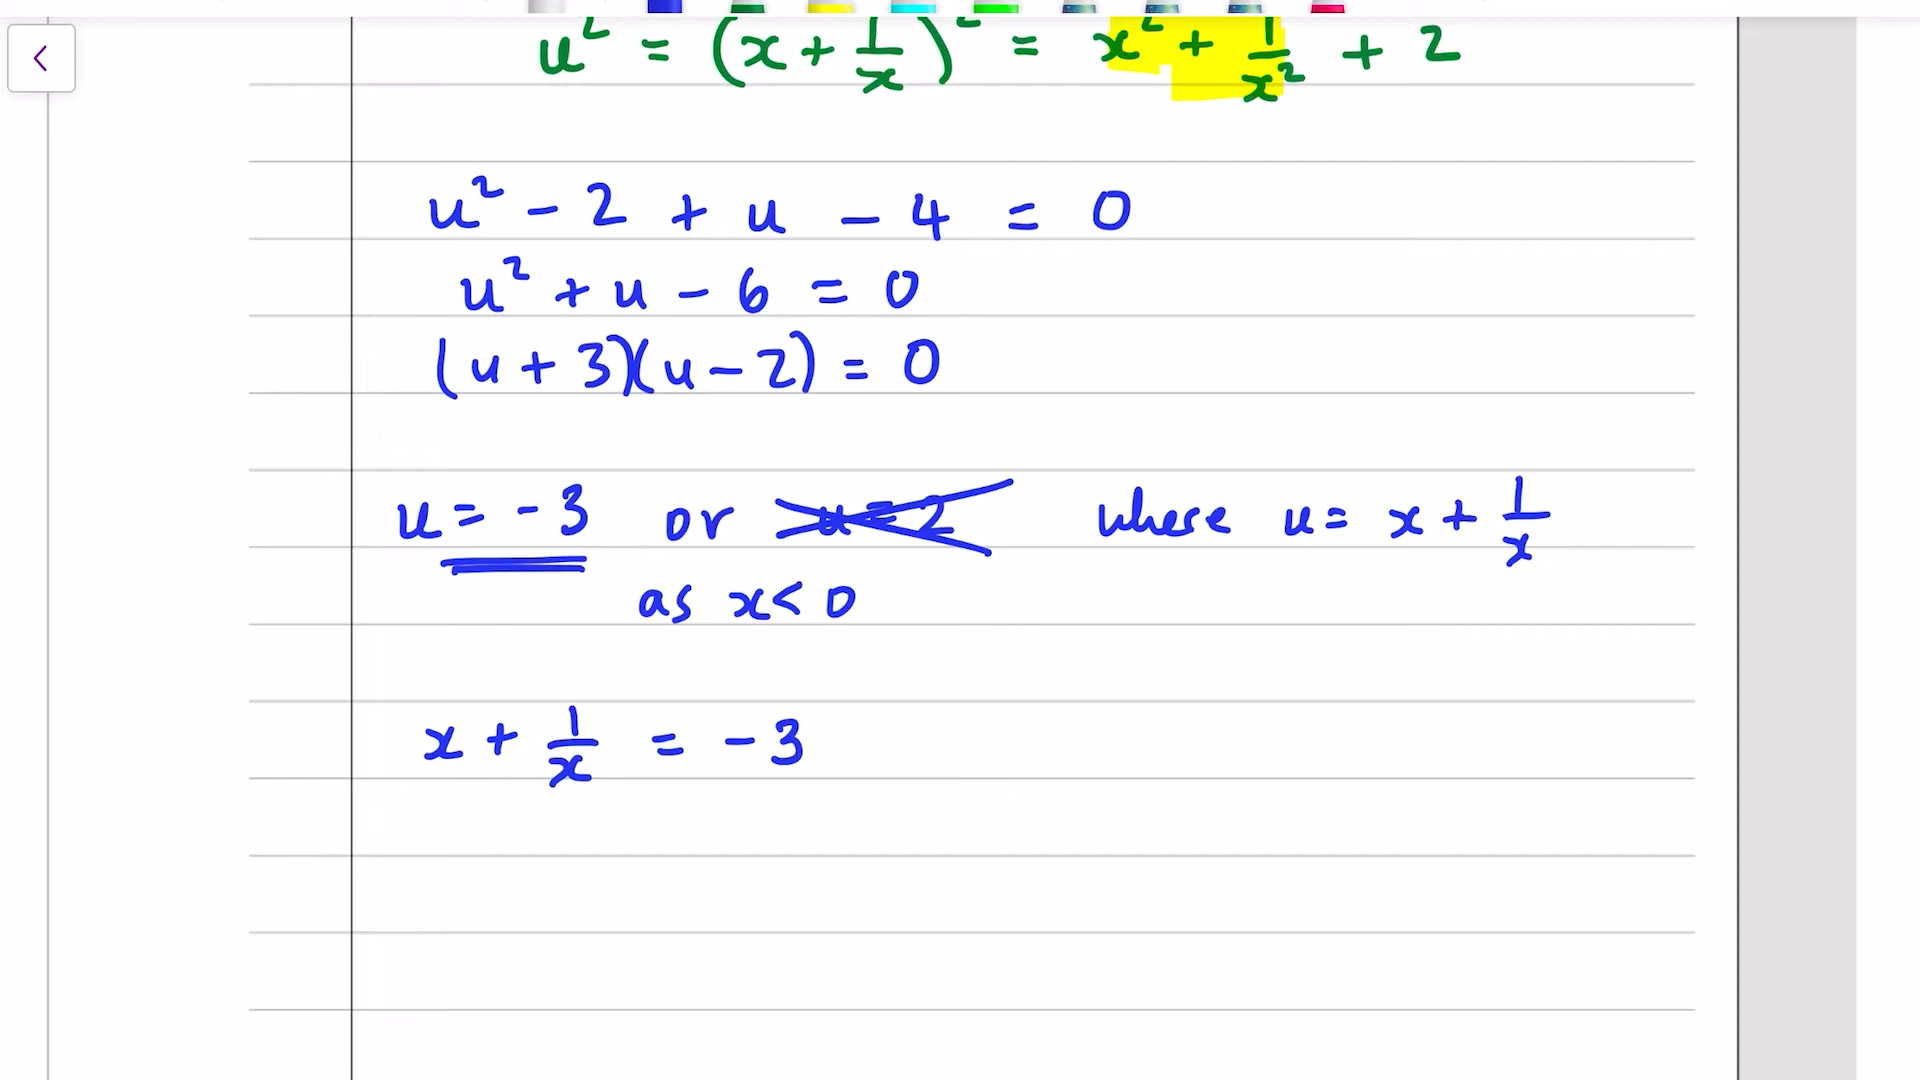 u² = (x + 1/x)² = x² + 1/x² + 2
u² - 2 + u - 4 = 0
u² + u - 6 = 0
(u + 3)(u - 2) = 0
u = - 3 or u = 2 where u = x + 1/x
as x < 0
x + 1/x = - 3